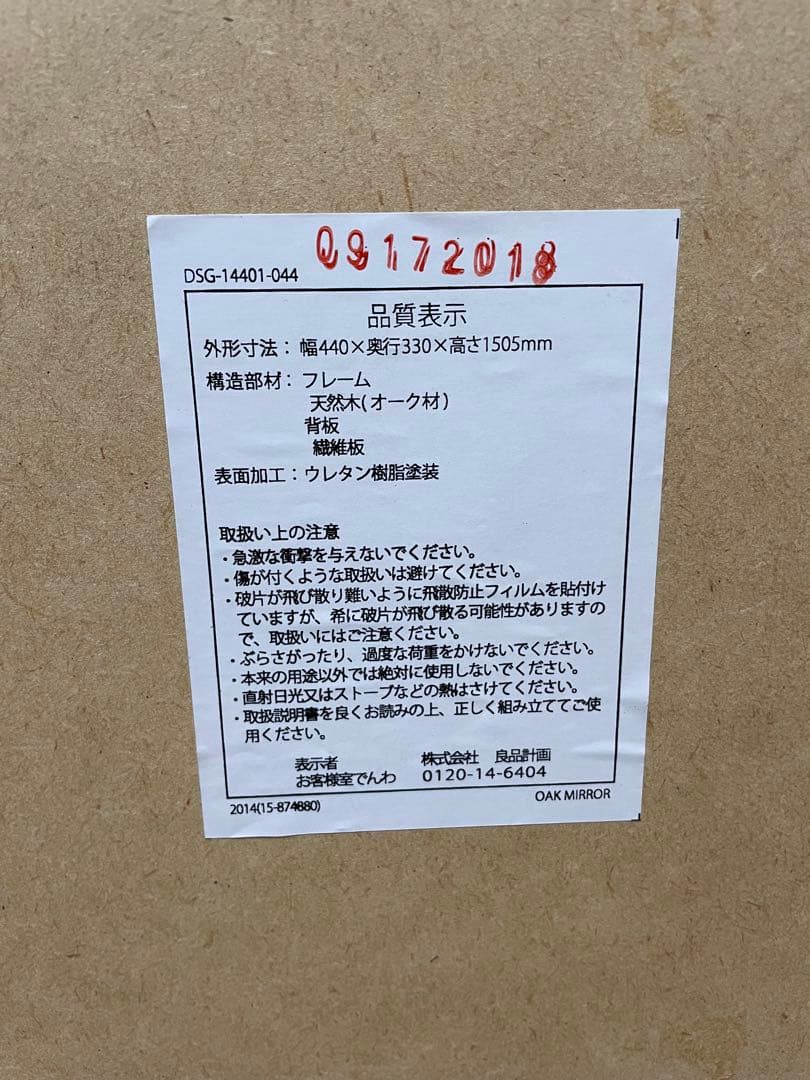 09172018
DSG-14401-044
品質表示
外形寸法：幅440×奥行330×高さ1505mm
構造部材：フレーム
天然木(オーク材)
背板
繊維板
表面加工：ウレタン樹脂塗装
取扱い上の注意
・急激な衝撃を与えないでください。
・傷が付くような取扱いは避けてください。
・破片が飛び散り難いように飛散防止フィルムを貼付け
ていますが、希に破片が飛び散る可能性がありますの
で、取扱いにはご注意ください。
・ぶらさがったり、過度な荷重をかけないでください。
・本来の用途以外では絶対に使用しないでください。
・直射日光又はストーブなどの熱はさけてください。
・取扱説明書を良くお読みの上、正しく組み立ててご使
用ください。
表示者 株式会社 良品計画
お客様室でんわ 0120-14-6404
2014(15-874880)
OAK MIRROR